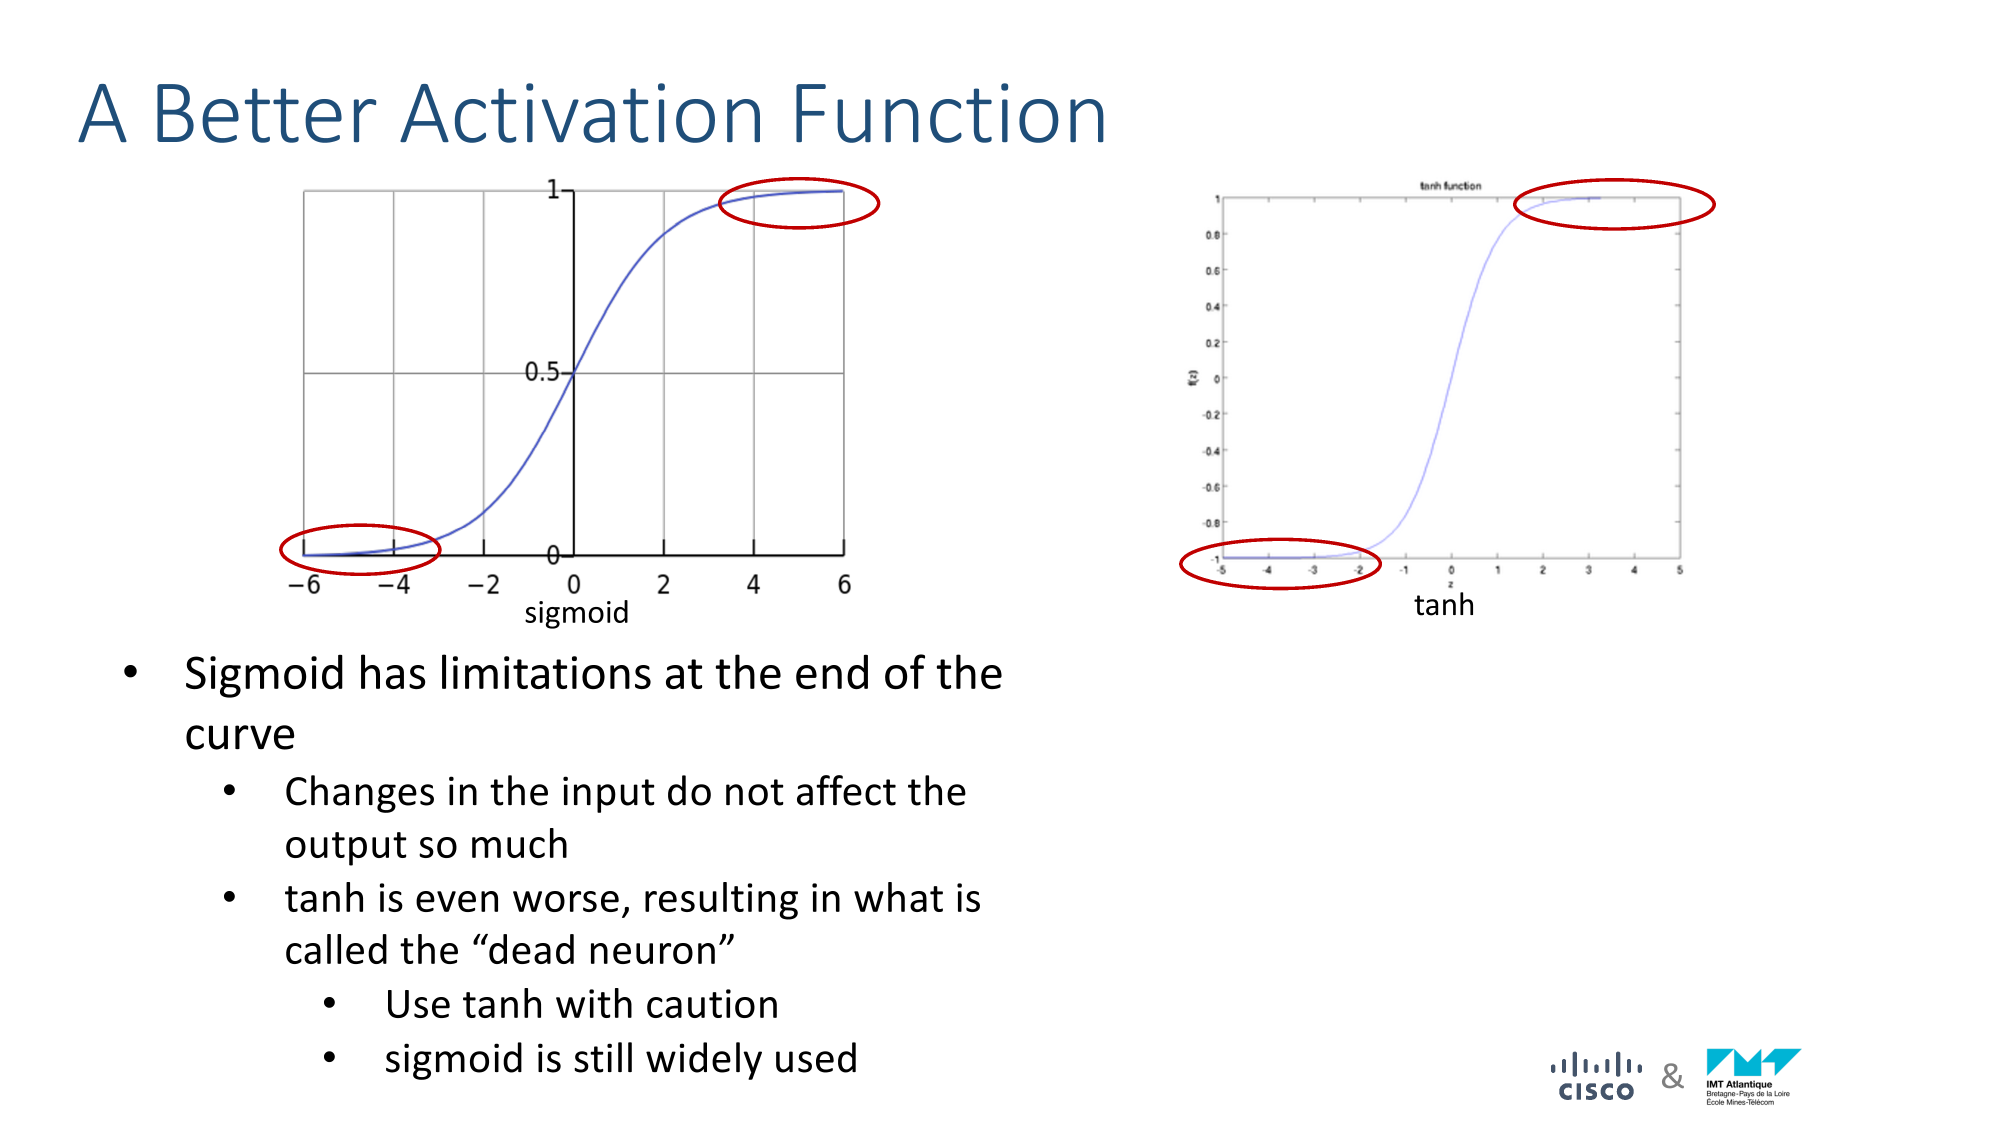 A Better Activation Function
1
0.5
0
−6 −4 −2 0 2 4 6
sigmoid
tanh function
1
0.8
0.6
0.4
0.2
0
-0.2
-0.4
-0.6
-0.8
-1
f(z)
-5 -4 -3 -2 -1 0 1 2 3 4 5
z
tanh
• Sigmoid has limitations at the end of the
curve
• Changes in the input do not affect the
output so much
• tanh is even worse, resulting in what is
called the “dead neuron”
• Use tanh with caution
• sigmoid is still widely used
CISCO
&
IMT Atlantique
Bretagne-Pays de la Loire
École Mines-Télécom